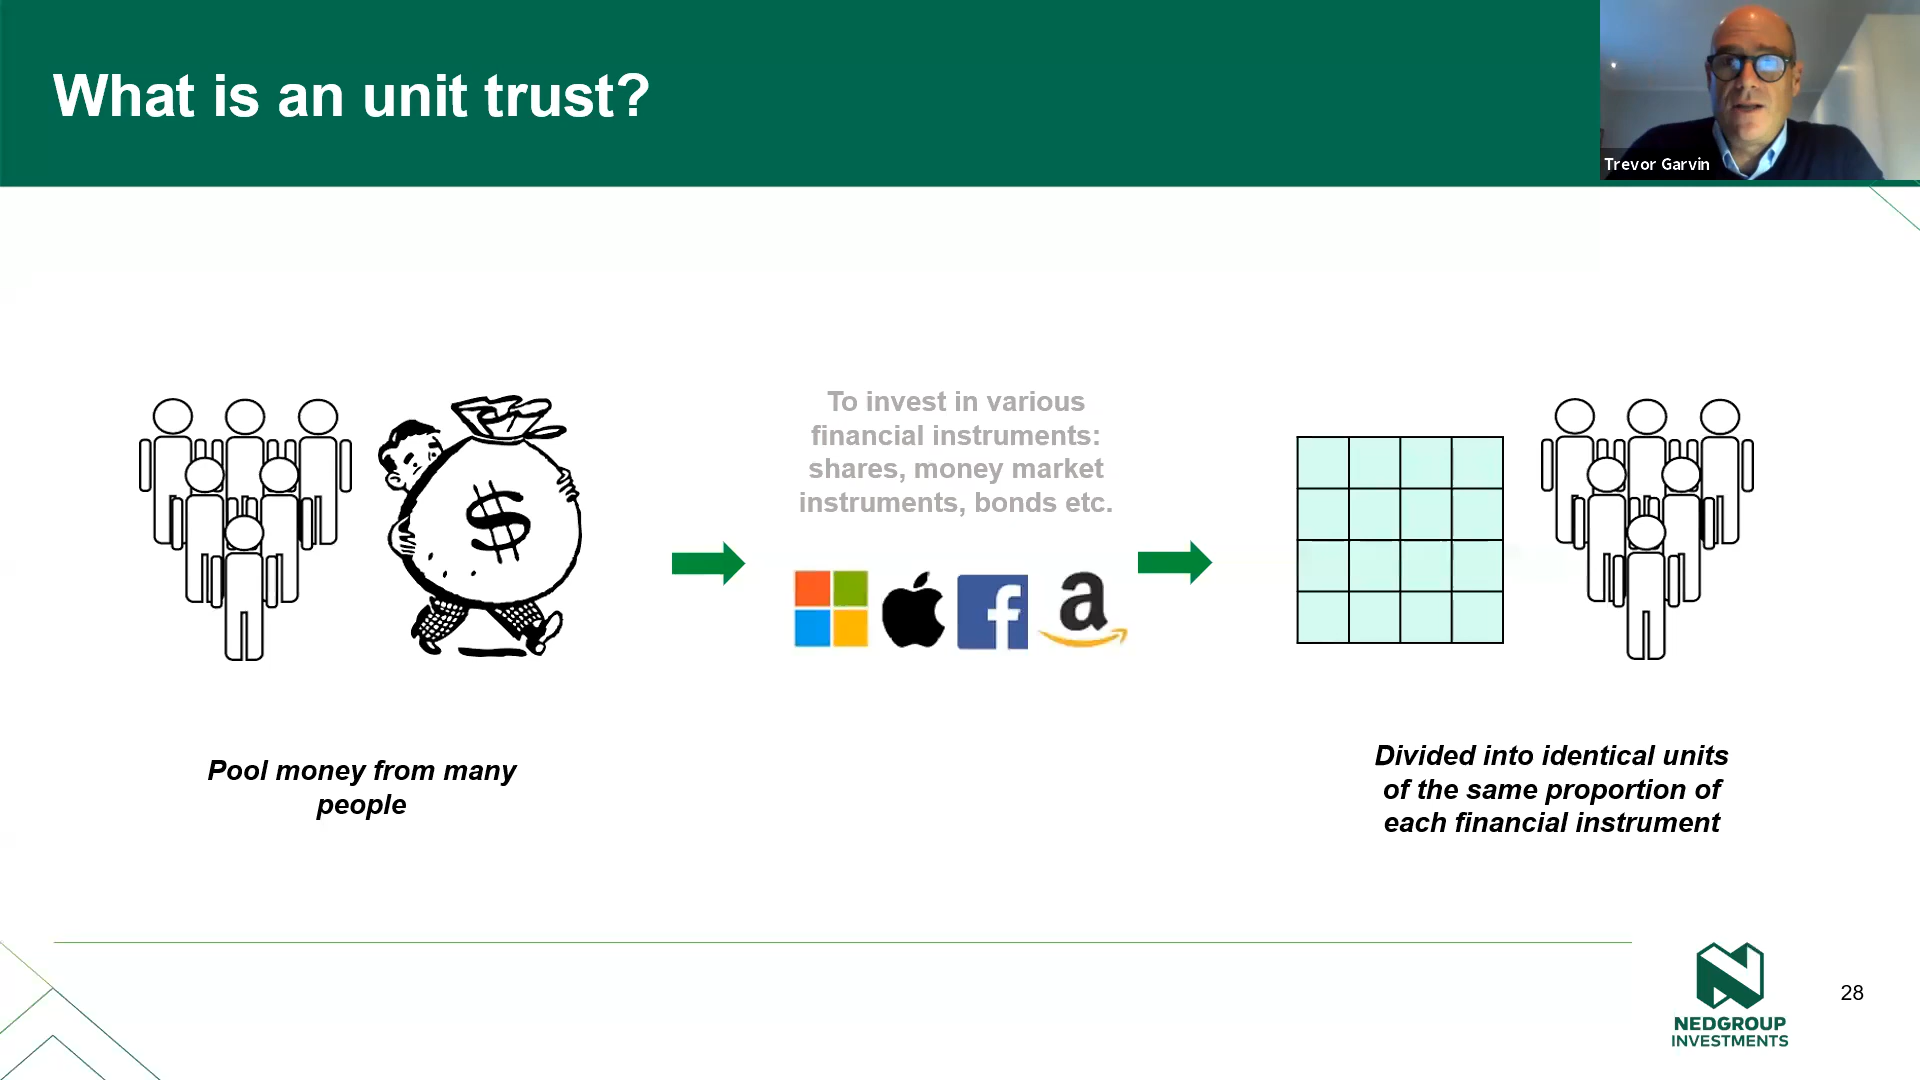 What is an unit trust?
Trevor Garvin
To invest in various
financial instruments:
shares, money market
instruments, bonds etc.
$
f
a
Pool money from many
people
Divided into identical units
of the same proportion of
each financial instrument
NEDGROUP
INVESTMENTS
28